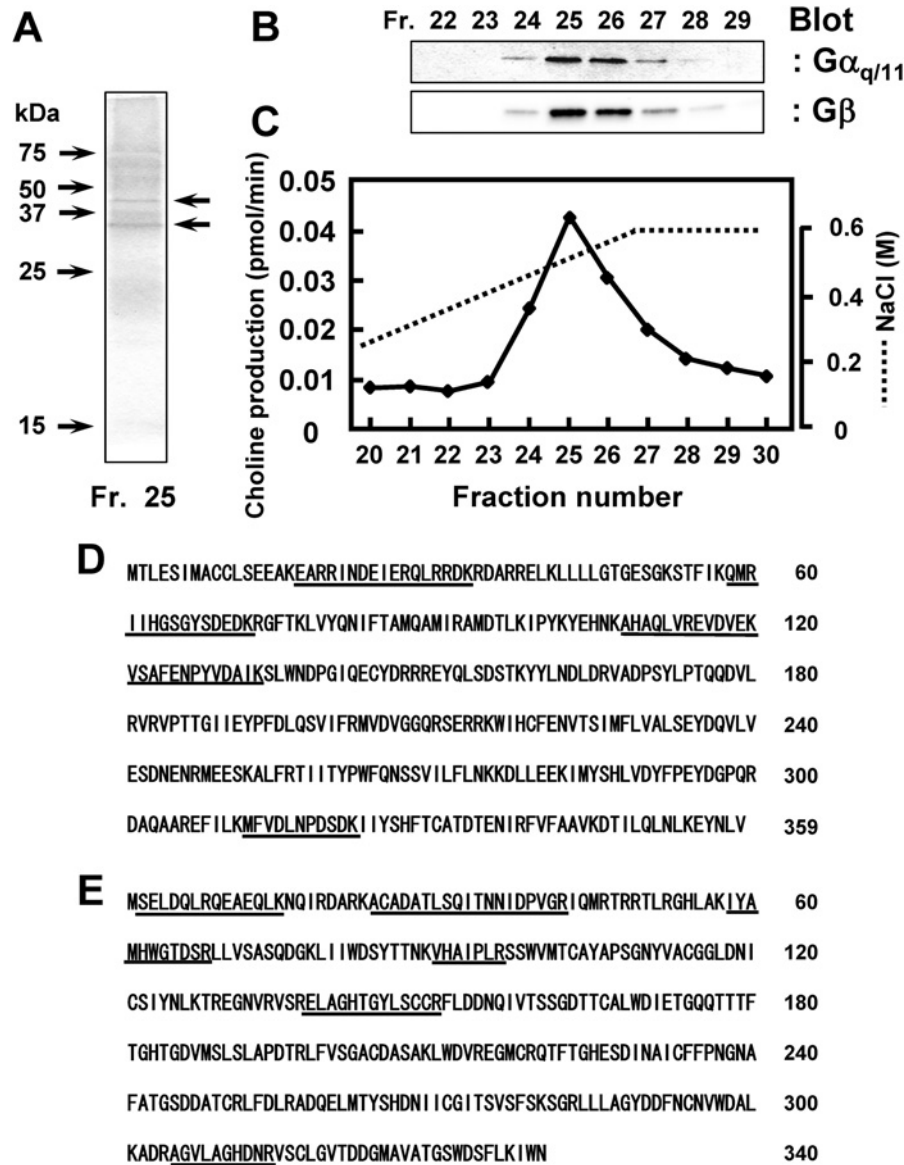 A
B
Fr. 22 23 24 25 26 27 28 29 Blot
: Gαq/11
: Gβ
kDa
75
50
37
25
15
Fr. 25
C
Choline production (pmol/min)
0.05
0.04
0.03
0.02
0.01
0
0.6
0.4
0.2
0
NaCl (M)
20 21 22 23 24 25 26 27 28 29 30
Fraction number
D
MTLESIMACCLSEEAKEARRINDEIERQLRRDKRDARRELKLLLLGTGESGKSTFIKQMR 60
IIHGSGYSDEDKRGFTKLVYQNIFTAMQAMIRAMDTLKIPYKYEHNKAHAQLVREVDVEK 120
VSAFENPYVDAIKSLWNDPGIQECYDRRREYQLSDSTKYYLNDLDRVADPSYLPTQQDVL 180
RVRVPTTGIIEYPFDLQSVIFRMVDVGGQRSERRKWIHCFENVTSIMFLVALSEYDQVLV 240
ESDNENRMEESKALFRTIITYPWFQNSSVILFLNKKDLLEEKIMYSHLVDYFPEYDGPQR 300
DAQAAREFILKMFVDLNPDSDKIIYSHFTCATDTENIRFVFAAVKDTILQLNLKEYNLV 359
E
MSELDQLRQEAEQLKNQIRDARKACADATLSQITNNIDPVGRIQMRTRRTLRGHLAKIYA 60
MHWGTDSRLLVSASQDGKLIIWDSYTTNKVHAIPLRSSWVMTCAYAPSGNYVACGGLDNI 120
CSIYNLKTREGNVRVSRELAGHTGYLSCCRFLDDNQIVTSSGDTTCALWDIETGQQTTTF 180
TGHTGDVMSLSLAPDTRLFVSGACDASAKLWDVREGMCRQTFTGHESDINAICFFPNGNA 240
FATGSDDATCRLFDLRADQELMTYSHDNIICGITSVSFSKSGRLLLAGYDDFNCNVWDAL 300
KADRAGVLAGHDNRVSCLGVTDDGMAVATGSWDSFLKIWN 340